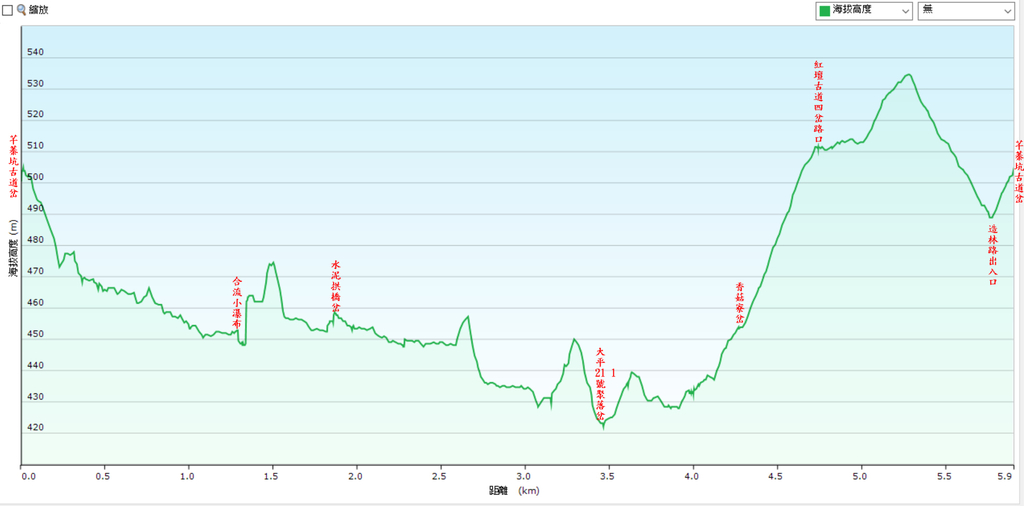 縮放
海拔高度
無
540
530
520
510
500
490
480
470
460
450
440
430
420
海拔高度 (m)
芊蓁坑古道岔
合流小瀑布
水泥拱橋岔
大平21 1號聚落岔
香菇寮岔
紅壇古道四岔路口
造林路出入口
芊蓁坑古道岔
0.0
0.5
1.0
1.5
2.0
2.5
3.0
3.5
4.0
4.5
5.0
5.5
5.9
距離 (km)